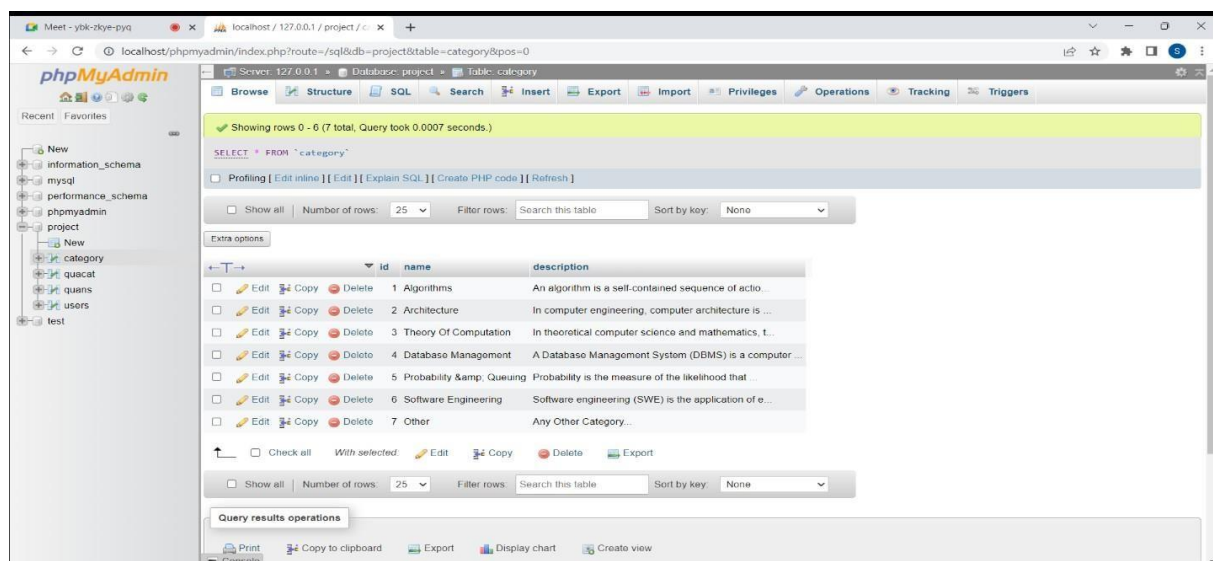 Meet - ybk-zkye-pyq
localhost / 127.0.0.1 / project / c
localhost/phpmyadmin/index.php?route=/sql&db=project&table=category&pos=0
S
phpMyAdmin
Recent Favorites
New
information_schema
mysql
performance_schema
phpmyadmin
project
New
category
quacat
quans
users
test
Server: 127.0.0.1 » Database: project » Table: category
Browse Structure SQL Search Insert Export Import Privileges Operations Tracking Triggers
Showing rows 0 - 6 (7 total, Query took 0.0007 seconds.)
SELECT * FROM `category`
Profiling [ Edit inline ] [ Edit ] [ Explain SQL ] [ Create PHP code ] [ Refresh ]
Show all | Number of rows: 25 Filter rows: Search this table Sort by key: None
Extra options
←T→ id name description
Edit Copy Delete 1 Algorithms An algorithm is a self-contained sequence of actio...
Edit Copy Delete 2 Architecture In computer engineering, computer architecture is ...
Edit Copy Delete 3 Theory Of Computation In theoretical computer science and mathematics, t...
Edit Copy Delete 4 Database Management A Database Management System (DBMS) is a computer ...
Edit Copy Delete 5 Probability &amp; Queuing Probability is the measure of the likelihood that ...
Edit Copy Delete 6 Software Engineering Software engineering (SWE) is the application of e...
Edit Copy Delete 7 Other Any Other Category...
Check all With selected: Edit Copy Delete Export
Show all | Number of rows: 25 Filter rows: Search this table Sort by key: None
Query results operations
Print Copy to clipboard Export Display chart Create view
Console